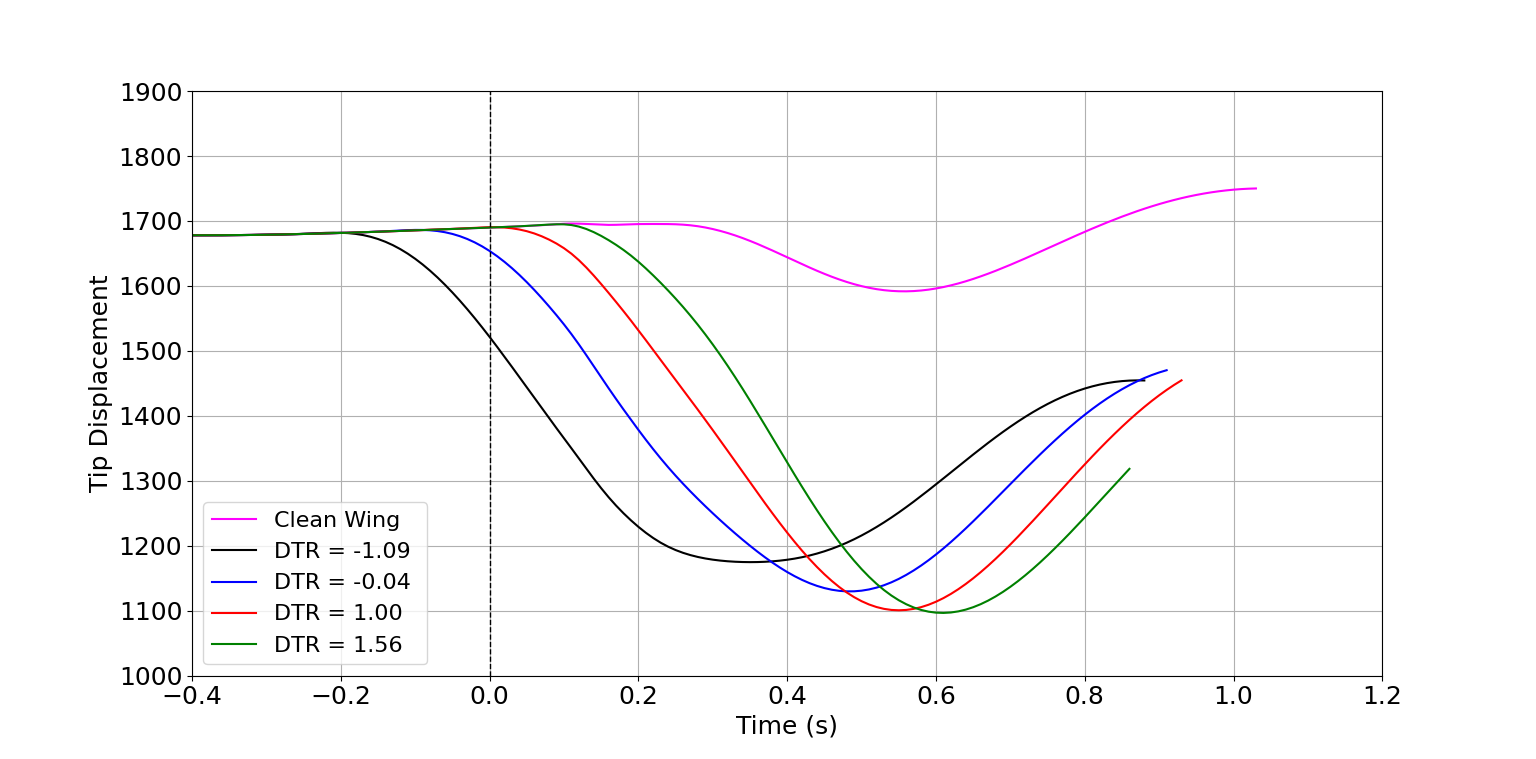 1900
1800
1700
1600
1500
1400
1300
1200
1100
1000
Tip Displacement
Clean Wing
DTR = -1.09
DTR = -0.04
DTR = 1.00
DTR = 1.56
−0.4 −0.2 0.0 0.2 0.4 0.6 0.8 1.0 1.2
Time (s)